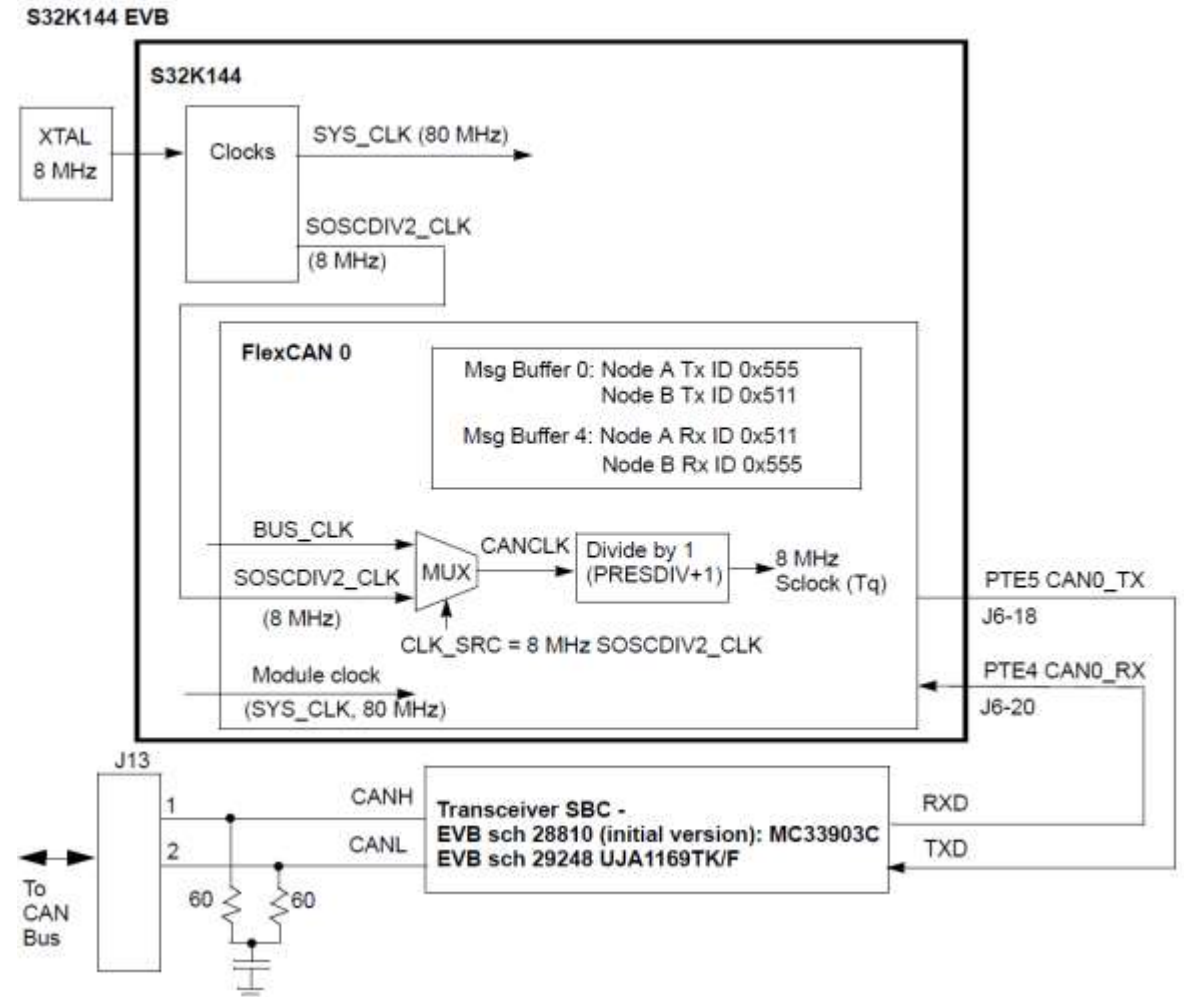 S32K144 EVB
S32K144
XTAL
8 MHz
Clocks
SYS_CLK (80 MHz)
SOSCDIV2_CLK
(8 MHz)
FlexCAN 0
Msg Buffer 0: Node A Tx ID 0x555
Node B Tx ID 0x511
Msg Buffer 4: Node A Rx ID 0x511
Node B Rx ID 0x555
BUS_CLK
SOSCDIV2_CLK
(8 MHz)
MUX
CANCLK
Divide by 1
(PRESDIV+1)
8 MHz
Sclock (Tq)
CLK_SRC = 8 MHz SOSCDIV2_CLK
Module clock
(SYS_CLK, 80 MHz)
PTE5 CAN0_TX
J6-18
PTE4 CAN0_RX
J6-20
J13
1
2
CANH
CANL
Transceiver SBC -
EVB sch 28810 (initial version): MC33903C
EVB sch 29248 UJA1169TK/F
RXD
TXD
60
60
To
CAN
Bus